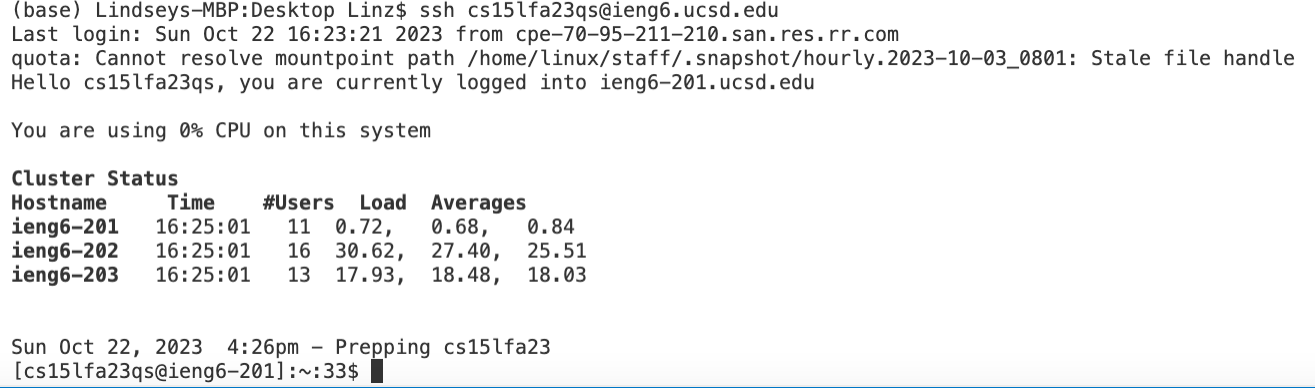 (base) Lindseys-MBP:Desktop Linz$ ssh cs15lfa23qs@ieng6.ucsd.edu
Last login: Sun Oct 22 16:23:21 2023 from cpe-70-95-211-210.san.res.rr.com
quota: Cannot resolve mountpoint path /home/linux/staff/.snapshot/hourly.2023-10-03_0801: Stale file handle
Hello cs15lfa23qs, you are currently logged into ieng6-201.ucsd.edu
You are using 0% CPU on this system
Cluster Status
Hostname     Time    #Users  Load  Averages
ieng6-201   16:25:01   11  0.72,   0.68,   0.84
ieng6-202   16:25:01   16  30.62,  27.40,  25.51
ieng6-203   16:25:01   13  17.93,  18.48,  18.03
Sun Oct 22, 2023  4:26pm - Prepping cs15lfa23
[cs15lfa23qs@ieng6-201]:~:33$